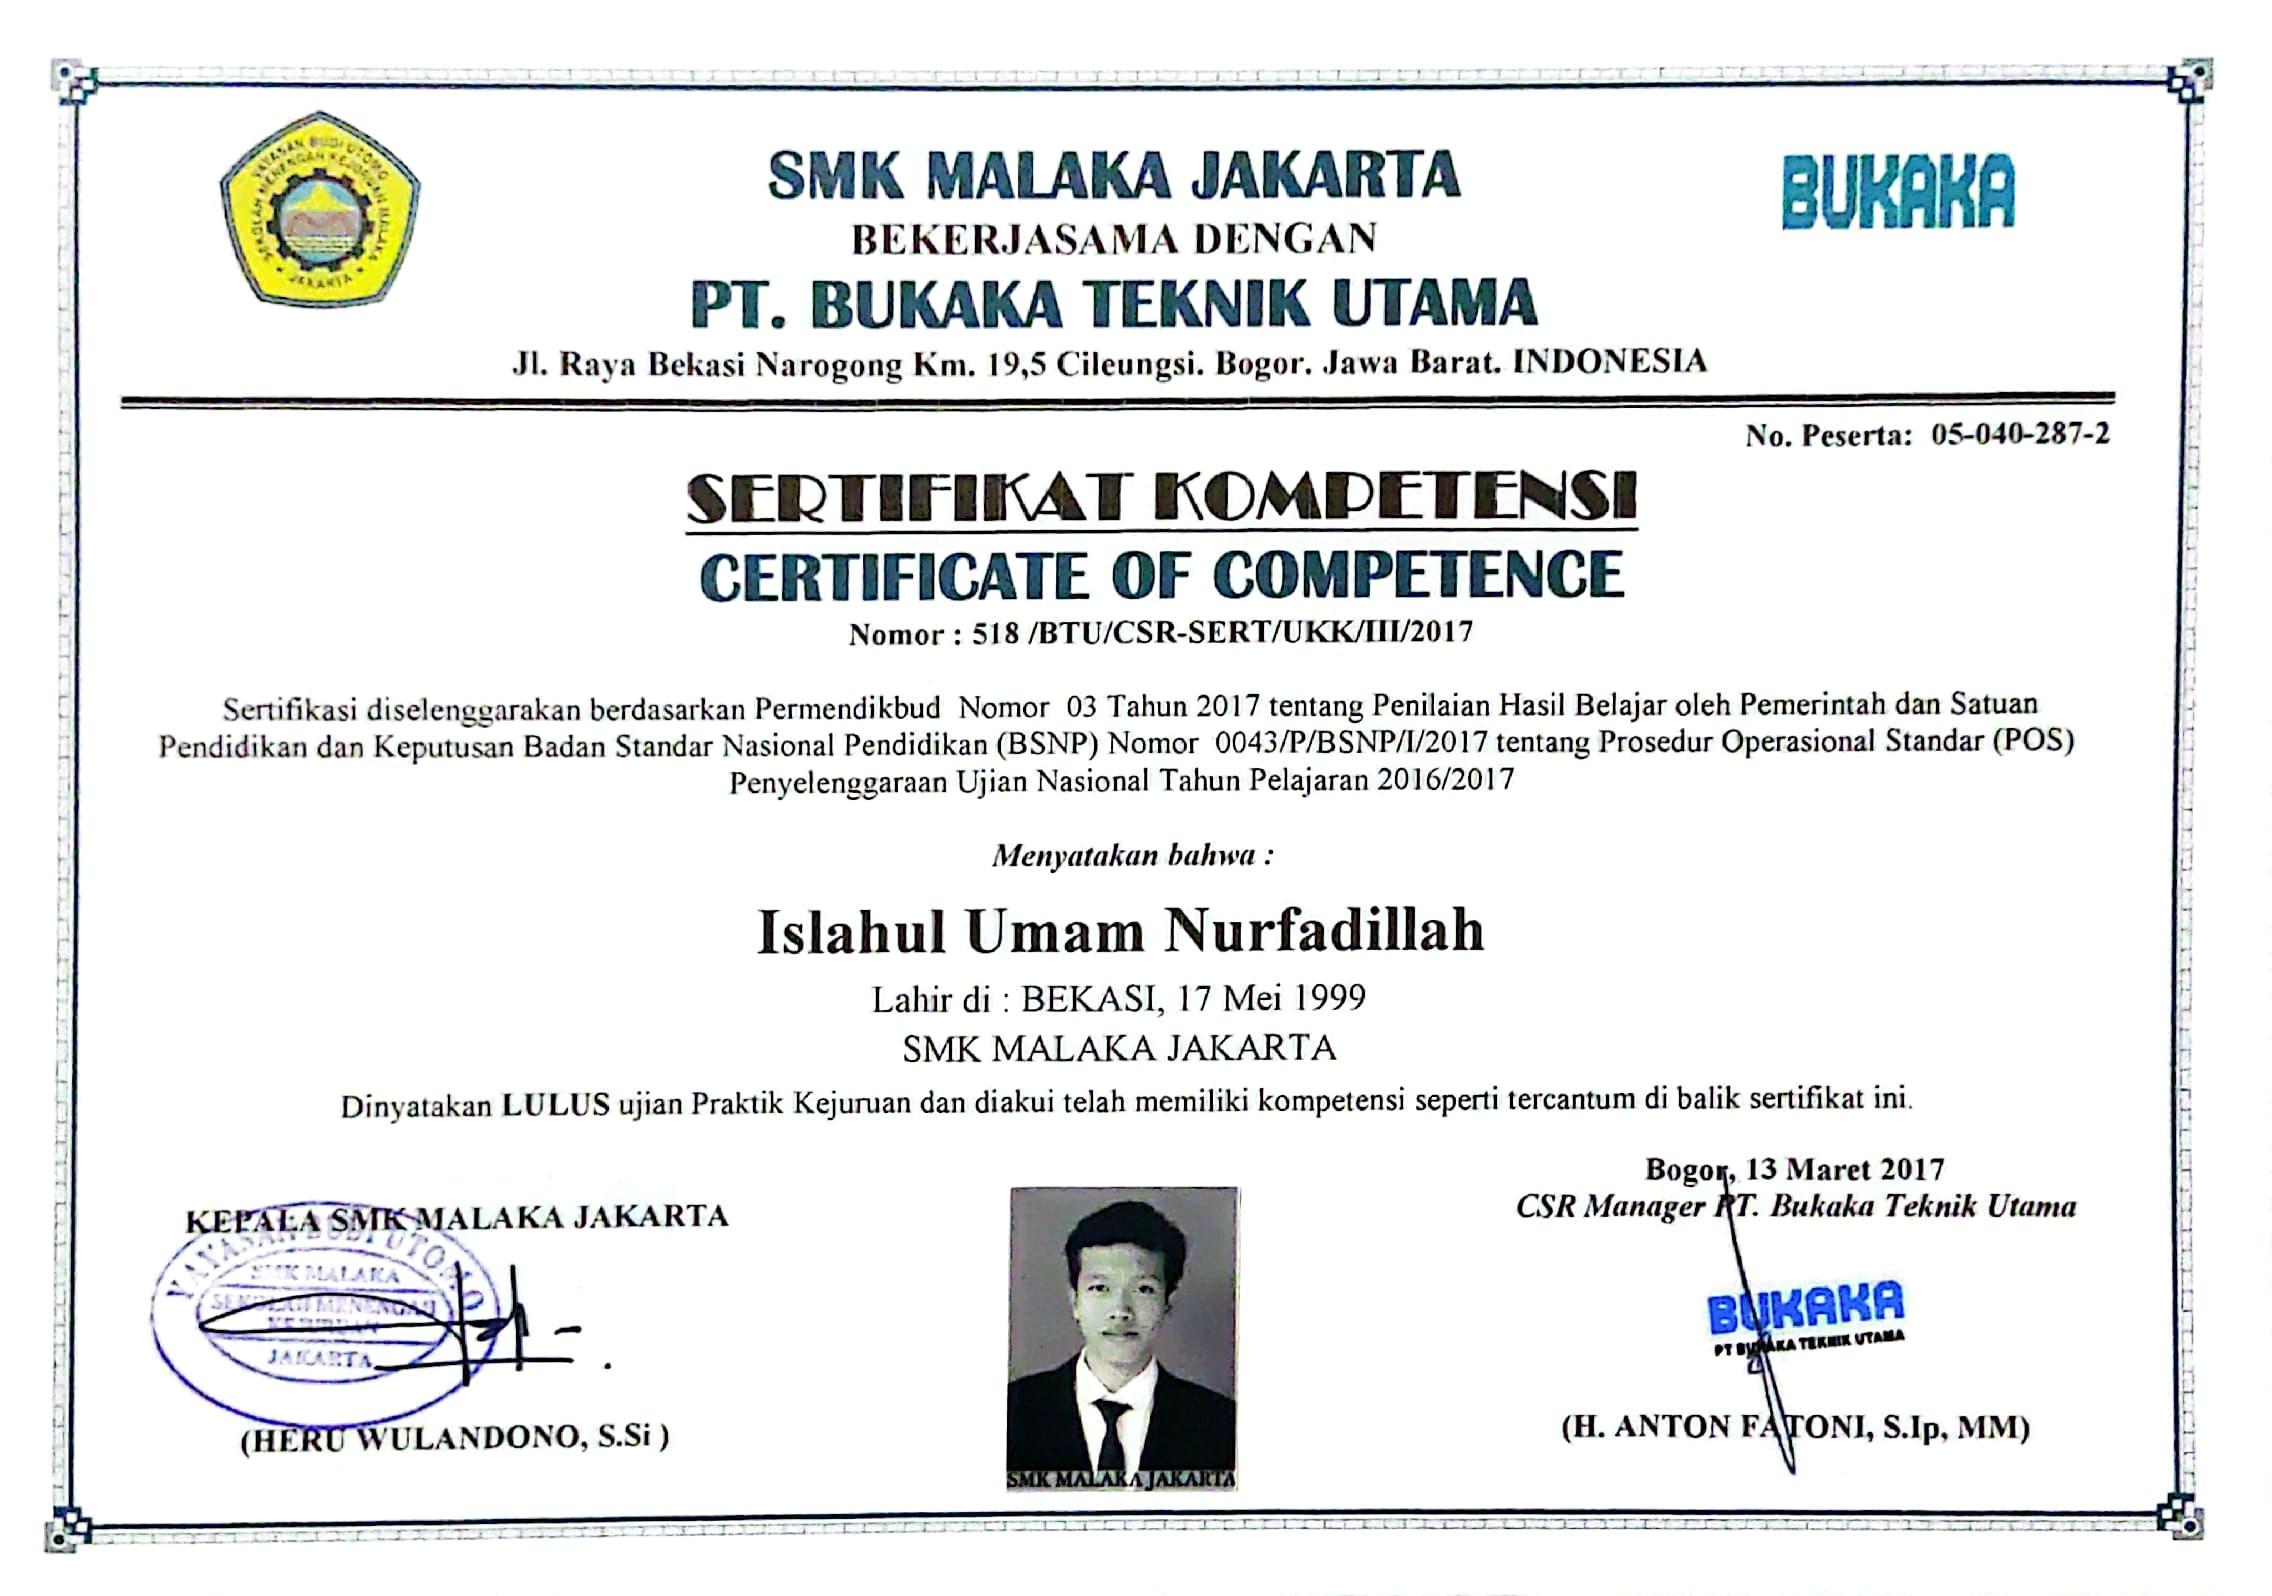 YAYASAN BUDI UTOMO
SEKOLAH MENENGAH KEJURUAN MALAKA
JAKARTA
SMK MALAKA JAKARTA
BEKERJASAMA DENGAN
PT. BUKAKA TEKNIK UTAMA
Jl. Raya Bekasi Narogong Km. 19,5 Cileungsi. Bogor. Jawa Barat. INDONESIA
BUKAKA
No. Peserta: 05-040-287-2
SERTIFIKAT KOMPETENSI
CERTIFICATE OF COMPETENCE
Nomor : 518 /BTU/CSR-SERT/UKK/III/2017
Sertifikasi diselenggarakan berdasarkan Permendikbud Nomor 03 Tahun 2017 tentang Penilaian Hasil Belajar oleh Pemerintah dan Satuan
Pendidikan dan Keputusan Badan Standar Nasional Pendidikan (BSNP) Nomor 0043/P/BSNP/I/2017 tentang Prosedur Operasional Standar (POS)
Penyelenggaraan Ujian Nasional Tahun Pelajaran 2016/2017
Menyatakan bahwa :
Islahul Umam Nurfadillah
Lahir di : BEKASI, 17 Mei 1999
SMK MALAKA JAKARTA
Dinyatakan LULUS ujian Praktik Kejuruan dan diakui telah memiliki kompetensi seperti tercantum di balik sertifikat ini.
KEPALA SMK MALAKA JAKARTA
YAYASAN BUDI UTOMO
SMK MALAKA
SEKOLAH MENENGAH
KEJURUAN
JAKARTA
(HERU WULANDONO, S.Si )
SMK MALAKA JAKARTA
Bogor, 13 Maret 2017
CSR Manager PT. Bukaka Teknik Utama
BUKAKA
PT BUKAKA TEKNIK UTAMA
(H. ANTON FATONI, S.Ip, MM)